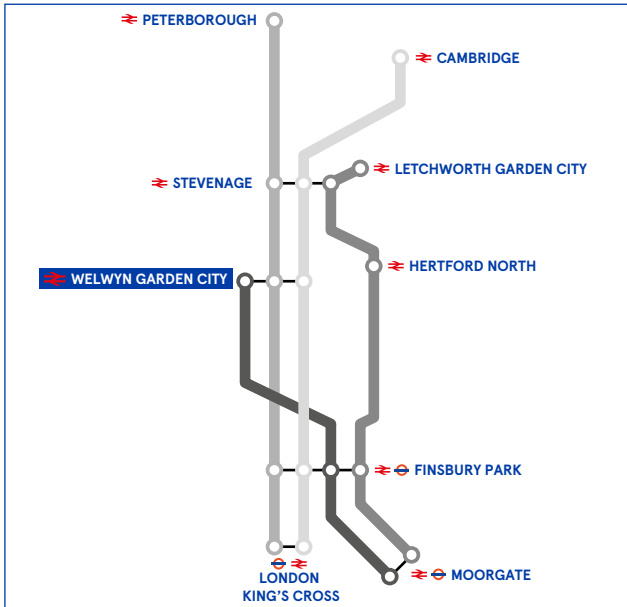 PETERBOROUGH
CAMBRIDGE
LETCHWORTH GARDEN CITY
STEVENAGE
HERTFORD NORTH
WELWYN GARDEN CITY
FINSBURY PARK
LONDON
KING'S CROSS
MOORGATE